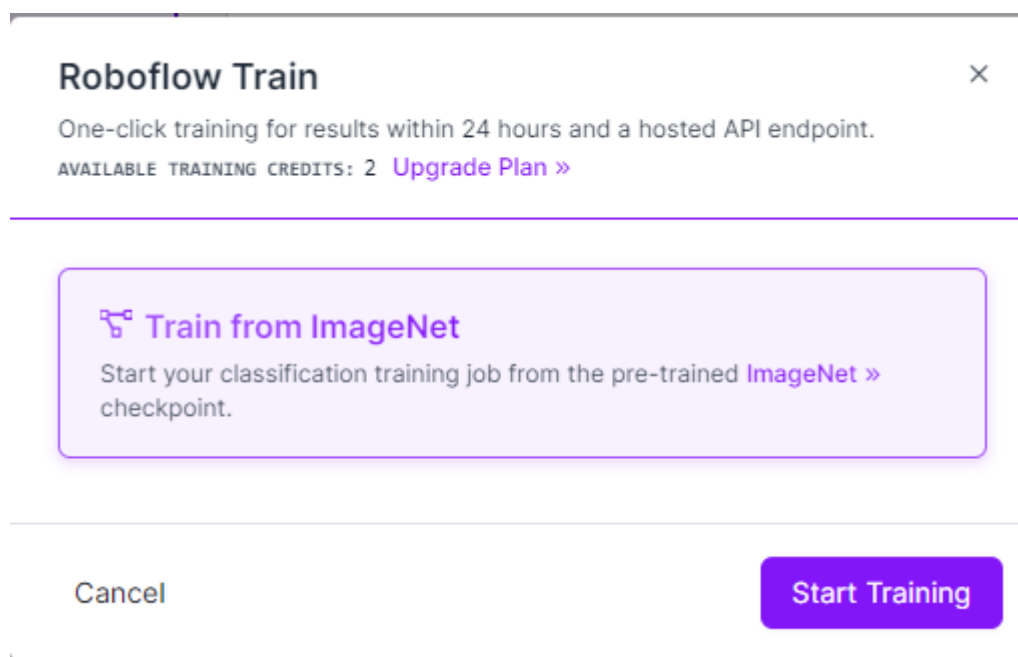 Roboflow Train
One-click training for results within 24 hours and a hosted API endpoint.
AVAILABLE TRAINING CREDITS: 2 Upgrade Plan »
Train from ImageNet
Start your classification training job from the pre-trained ImageNet »
checkpoint.
Cancel Start Training